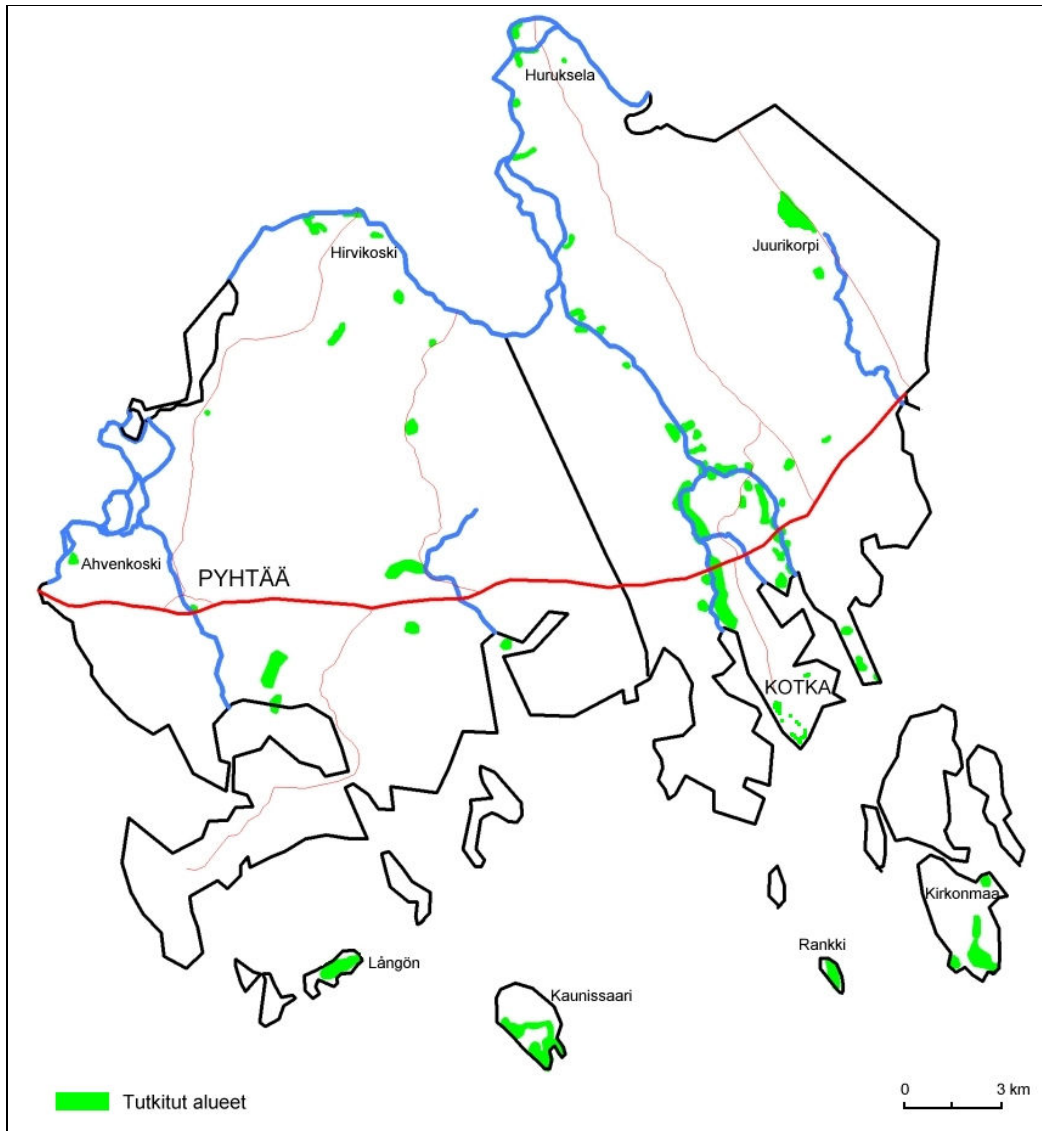 Huruksela
Juurikorpi
Hirvikoski
Ahvenkoski
PYHTÄÄ
KOTKA
Kirkonmaa
Rankki
Långön
Kaunissaari
Tutkitut alueet
0 3 km